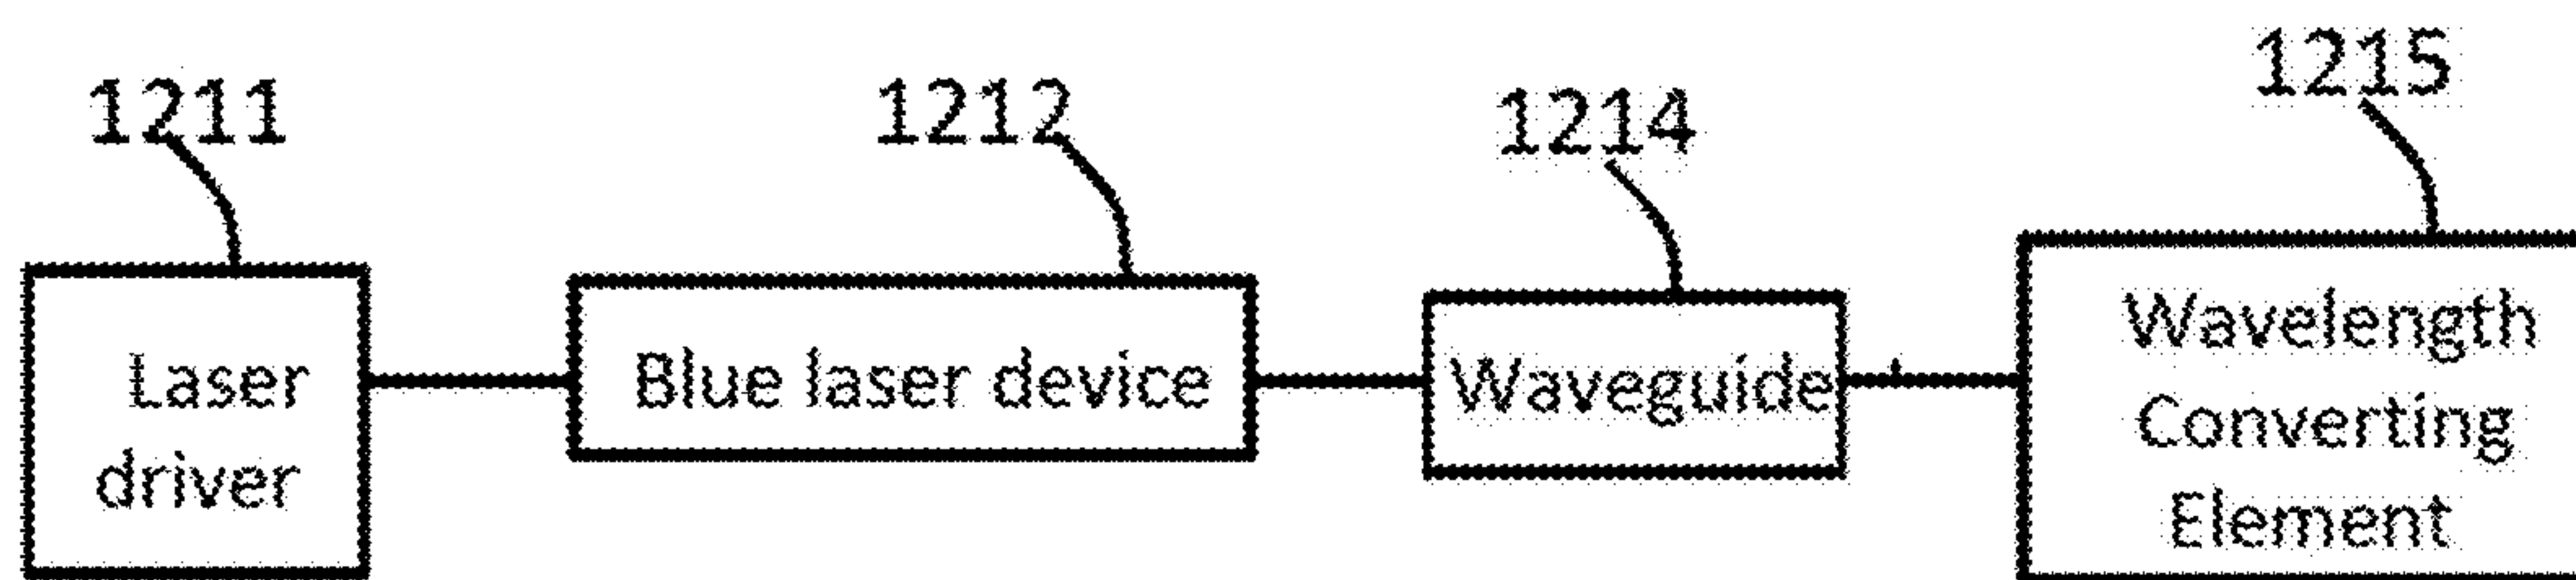 1211
1212
1214
1215
Laser
driver
Blue laser device
Waveguide
Wavelength
Converting
Element